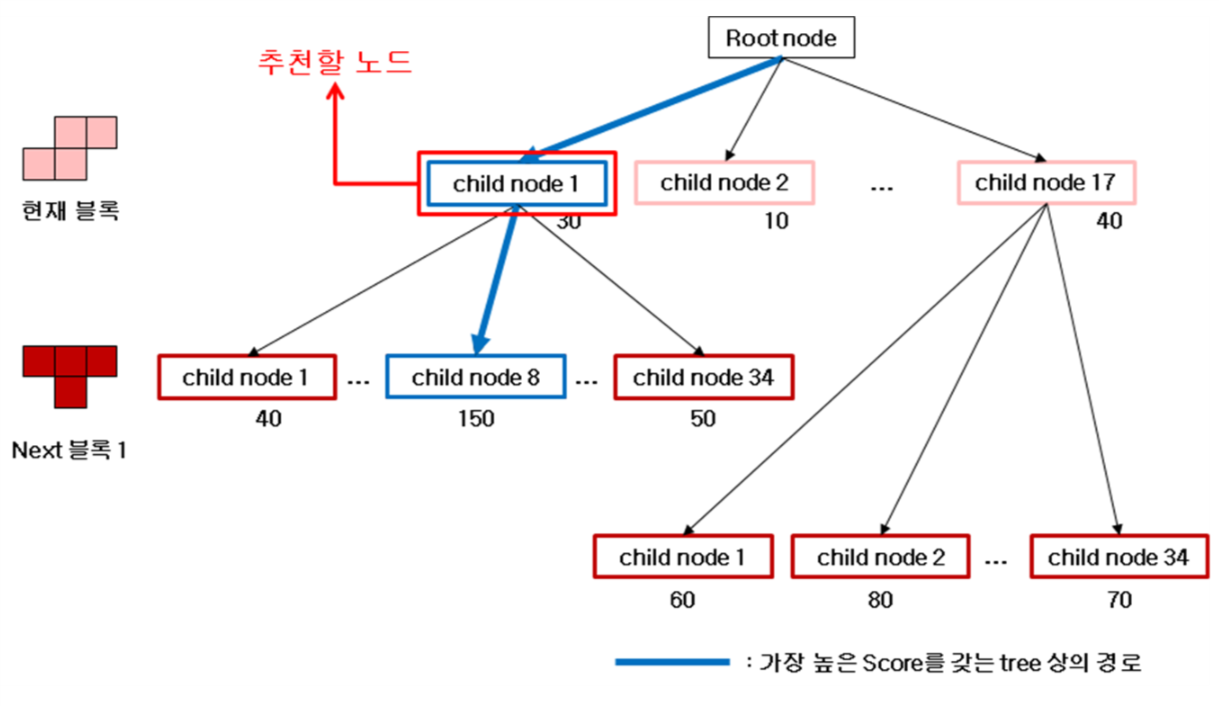 Root node
추천할 노드
child node 1
child node 2
...
child node 17
30
10
40
현재 블록
child node 1
...
child node 8
...
child node 34
40
150
50
Next 블록 1
child node 1
child node 2
...
child node 34
60
80
70
: 가장 높은 Score를 갖는 tree 상의 경로